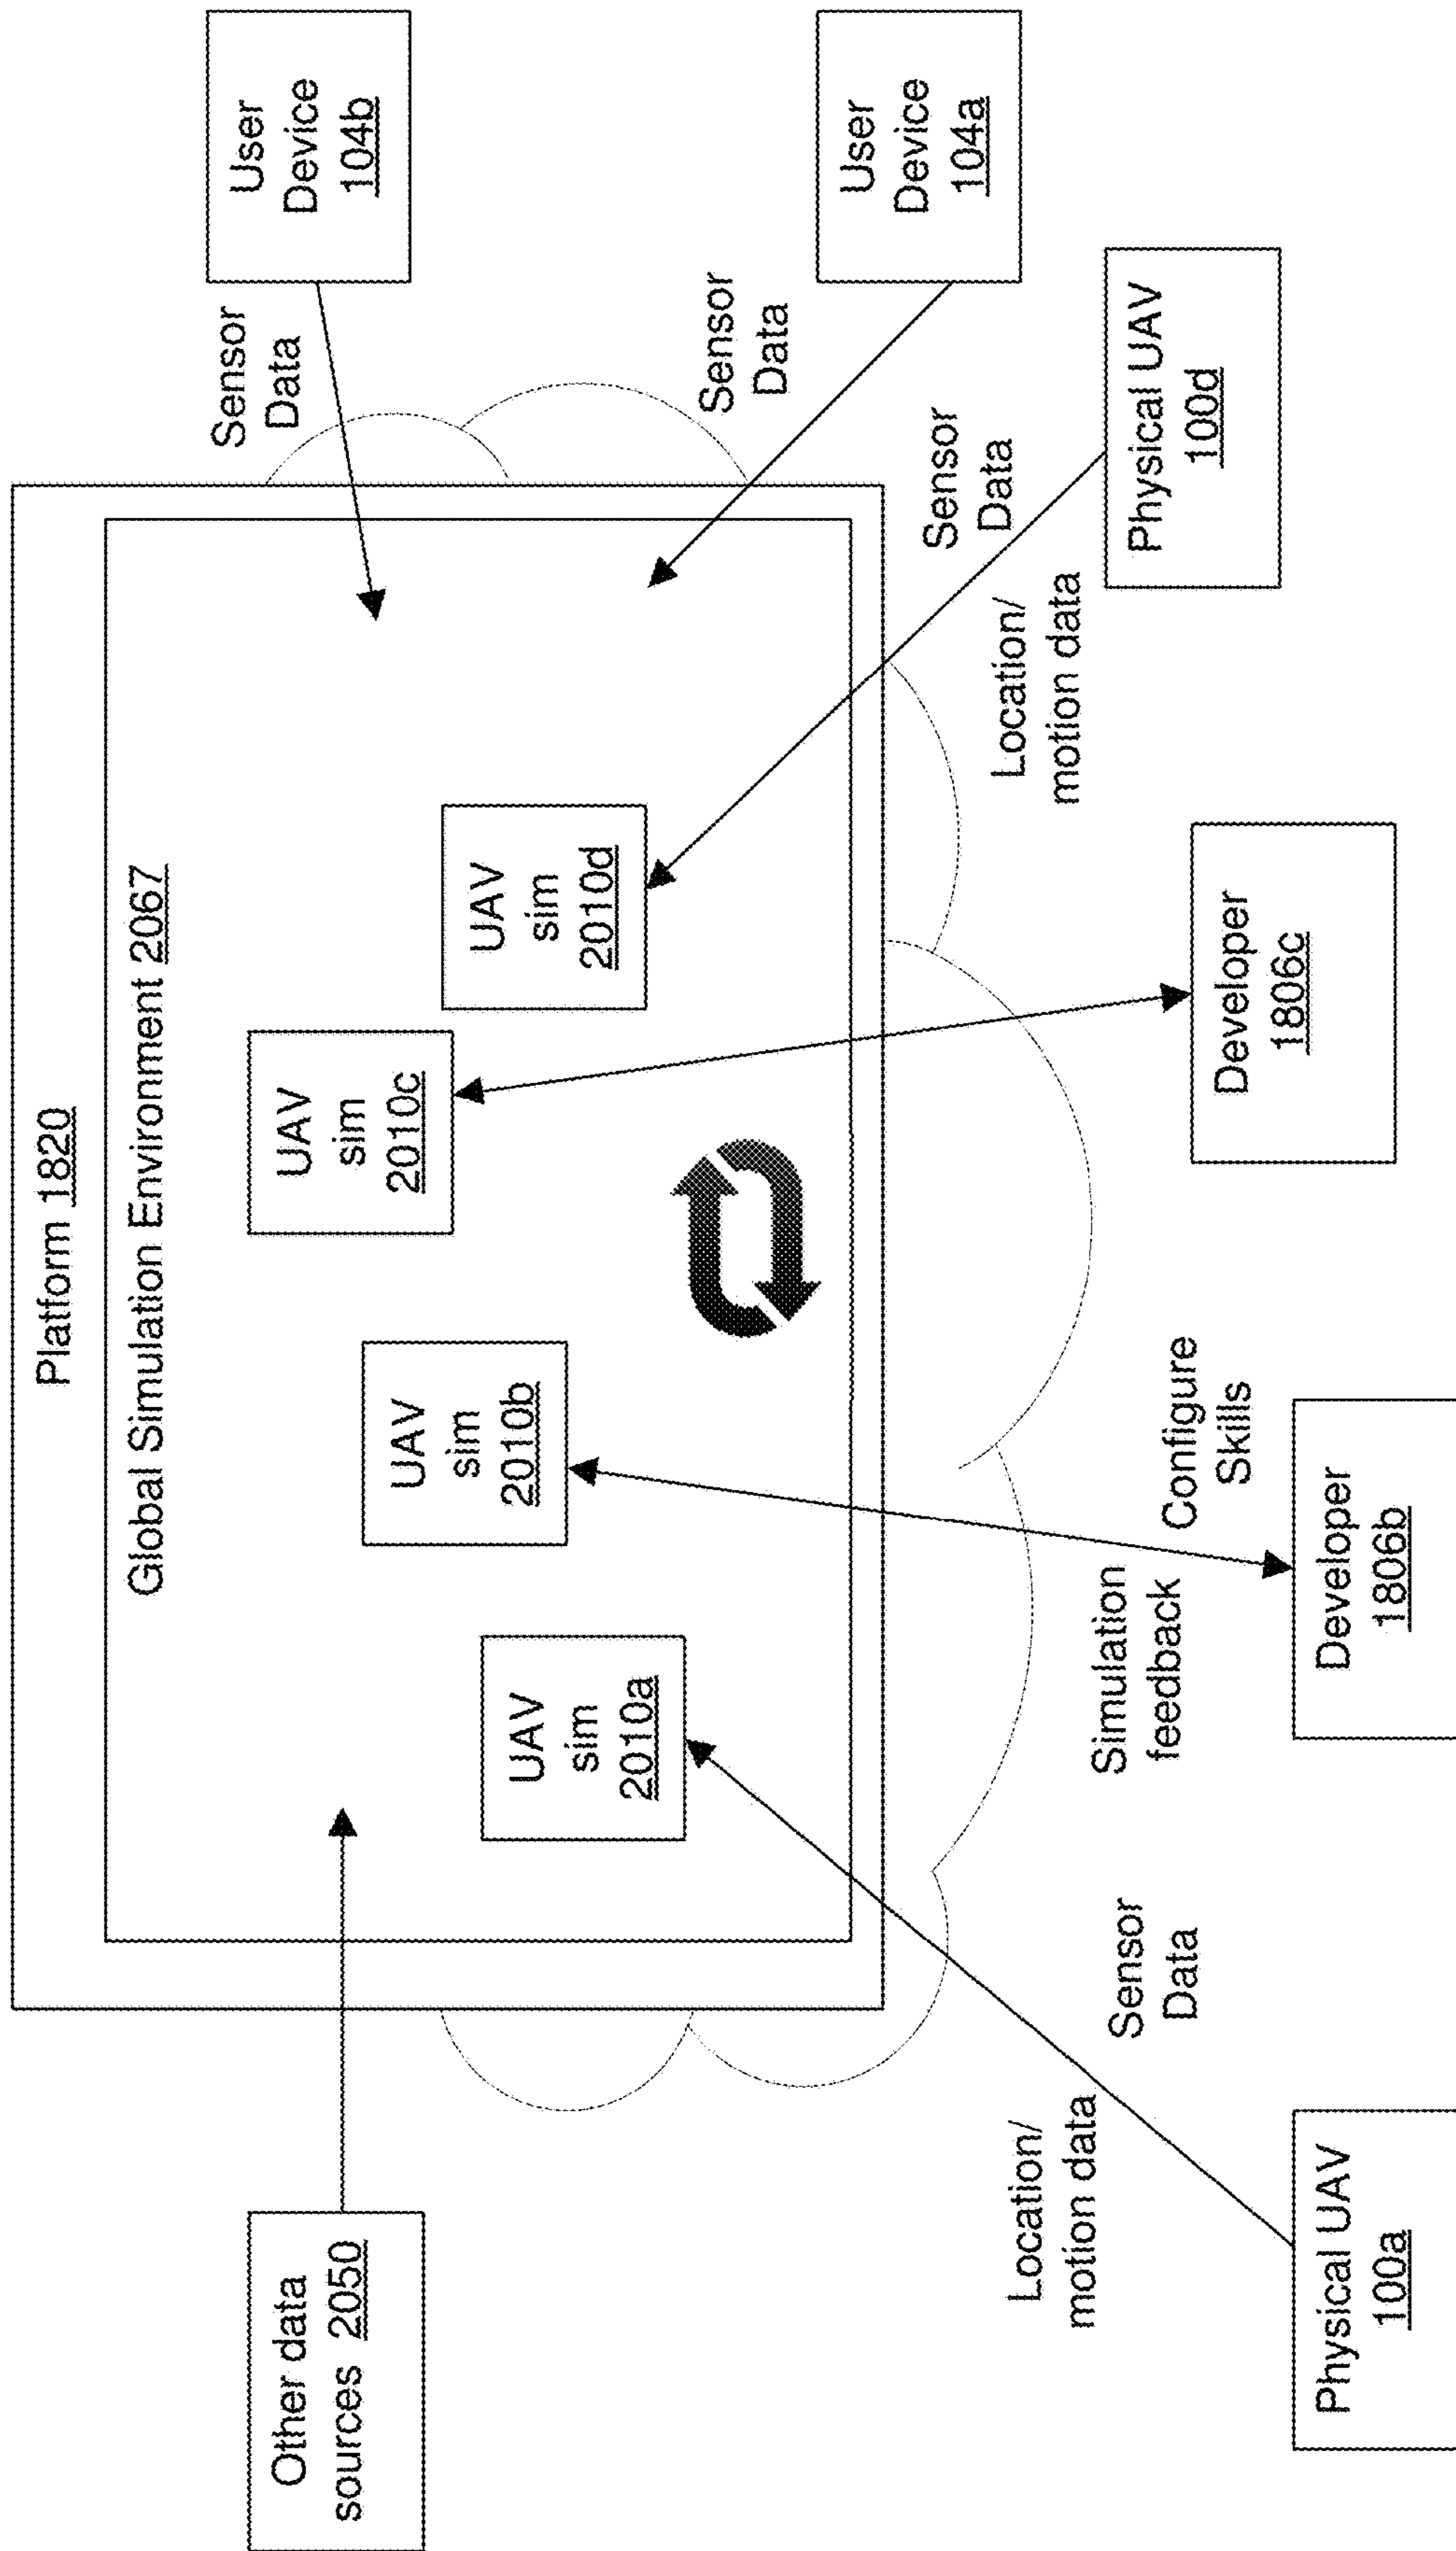 Platform 1820
Global Simulation Environment 2067
Other data
sources 2050
UAV
sim
2010a
UAV
sim
2010b
UAV
sim
2010c
UAV
sim
2010d
Sensor
Data
User
Device
104b
Sensor
Data
User
Device
104a
Sensor
Data
Location/
motion data
Physical UAV
100d
Developer
1806c
Configure
Skills
Simulation
feedback
Developer
1806b
Sensor
Data
Location/
motion data
Physical UAV
100a